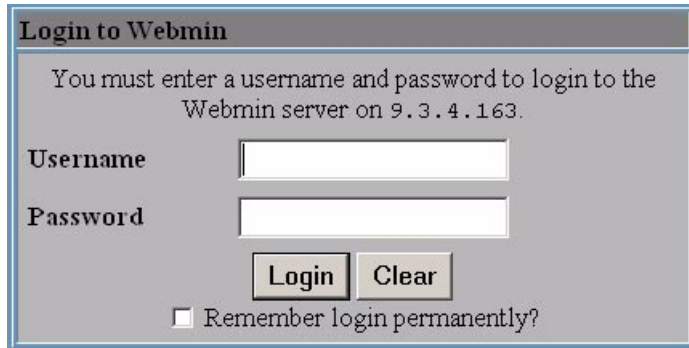 Login to Webmin
You must enter a username and password to login to the
Webmin server on 9.3.4.163.
Username
Password
Login Clear
Remember login permanently?